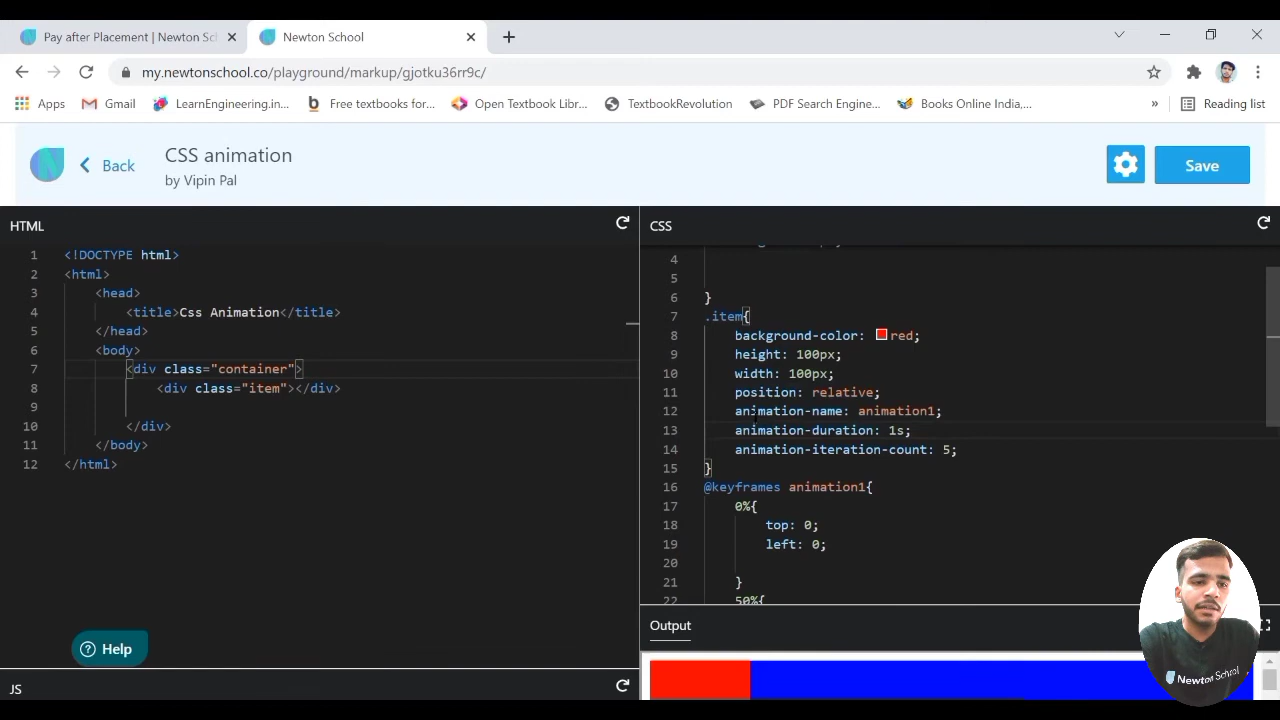 Pay after Placement | Newton Sc
Newton School
my.newtonschool.co/playground/markup/gjotku36rr9c/
Apps Gmail LearnEngineering.in... Free textbooks for... Open Textbook Libr... TextbookRevolution PDF Search Engine... Books Online India,... » Reading list
Back
CSS animation
by Vipin Pal
Save
HTML
1 <!DOCTYPE html>
2 <html>
3 <head>
4 <title>Css Animation</title>
5 </head>
6 <body>
7 <div class="container">
8 <div class="item"></div>
9
10 </div>
11 </body>
12 </html>
Help
JS
CSS
4
5
6 }
7 .item{
8 background-color: red;
9 height: 100px;
10 width: 100px;
11 position: relative;
12 animation-name: animation1;
13 animation-duration: 1s;
14 animation-iteration-count: 5;
15 }
16 @keyframes animation1{
17 0%{
18 top: 0;
19 left: 0;
20
21 }
22 50%{
Output
Newton School